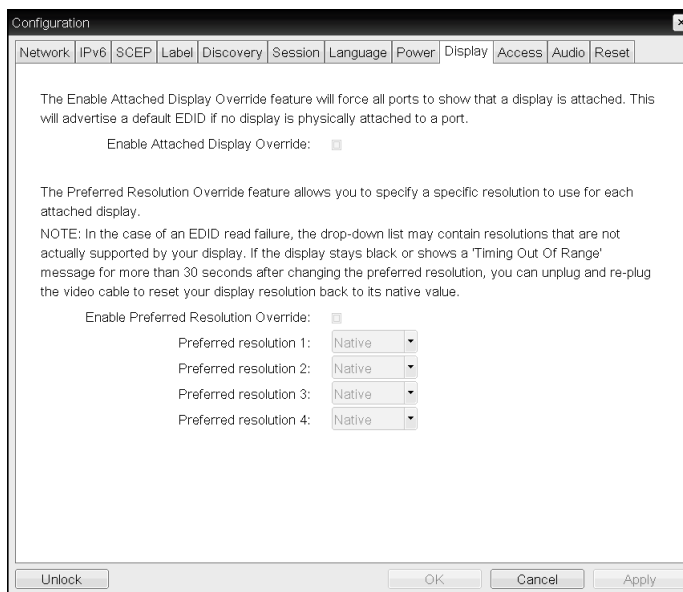 Configuration
Network IPv6 SCEP Label Discovery Session Language Power Display Access Audio Reset
The Enable Attached Display Override feature will force all ports to show that a display is attached. This
will advertise a default EDID if no display is physically attached to a port.
Enable Attached Display Override:
The Preferred Resolution Override feature allows you to specify a specific resolution to use for each
attached display.
NOTE: In the case of an EDID read failure, the drop-down list may contain resolutions that are not
actually supported by your display. If the display stays black or shows a 'Timing Out Of Range'
message for more than 30 seconds after changing the preferred resolution, you can unplug and re-plug
the video cable to reset your display resolution back to its native value.
Enable Preferred Resolution Override:
Preferred resolution 1: Native
Preferred resolution 2: Native
Preferred resolution 3: Native
Preferred resolution 4: Native
Unlock OK Cancel Apply